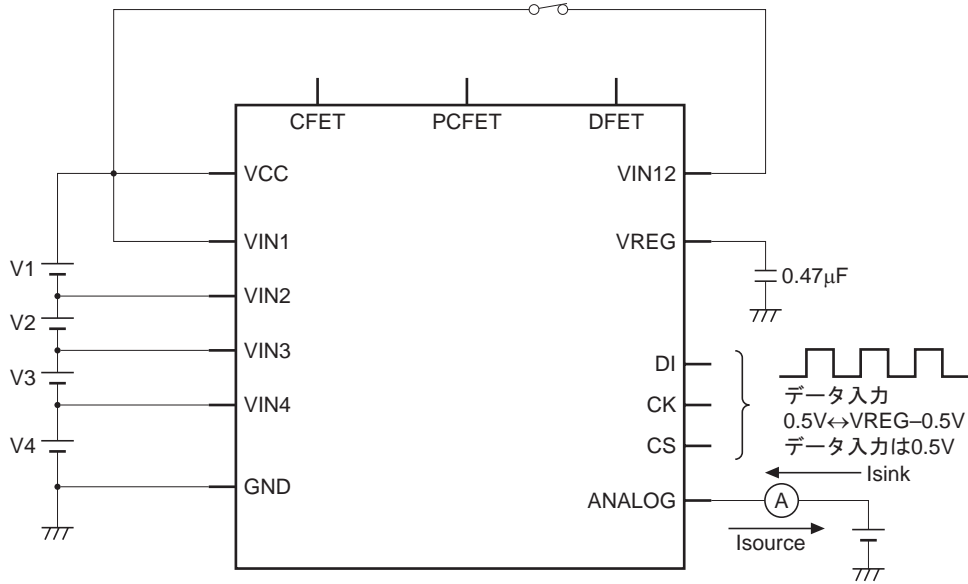 CFET
PCFET
DFET
VCC
VIN12
VIN1
VREG
V1
0.47μF
VIN2
V2
VIN3
DI
V3
データ入力
VIN4
CK
0.5V↔VREG–0.5V
V4
CS
データ入力は0.5V
Isink
GND
ANALOG
A
Isource